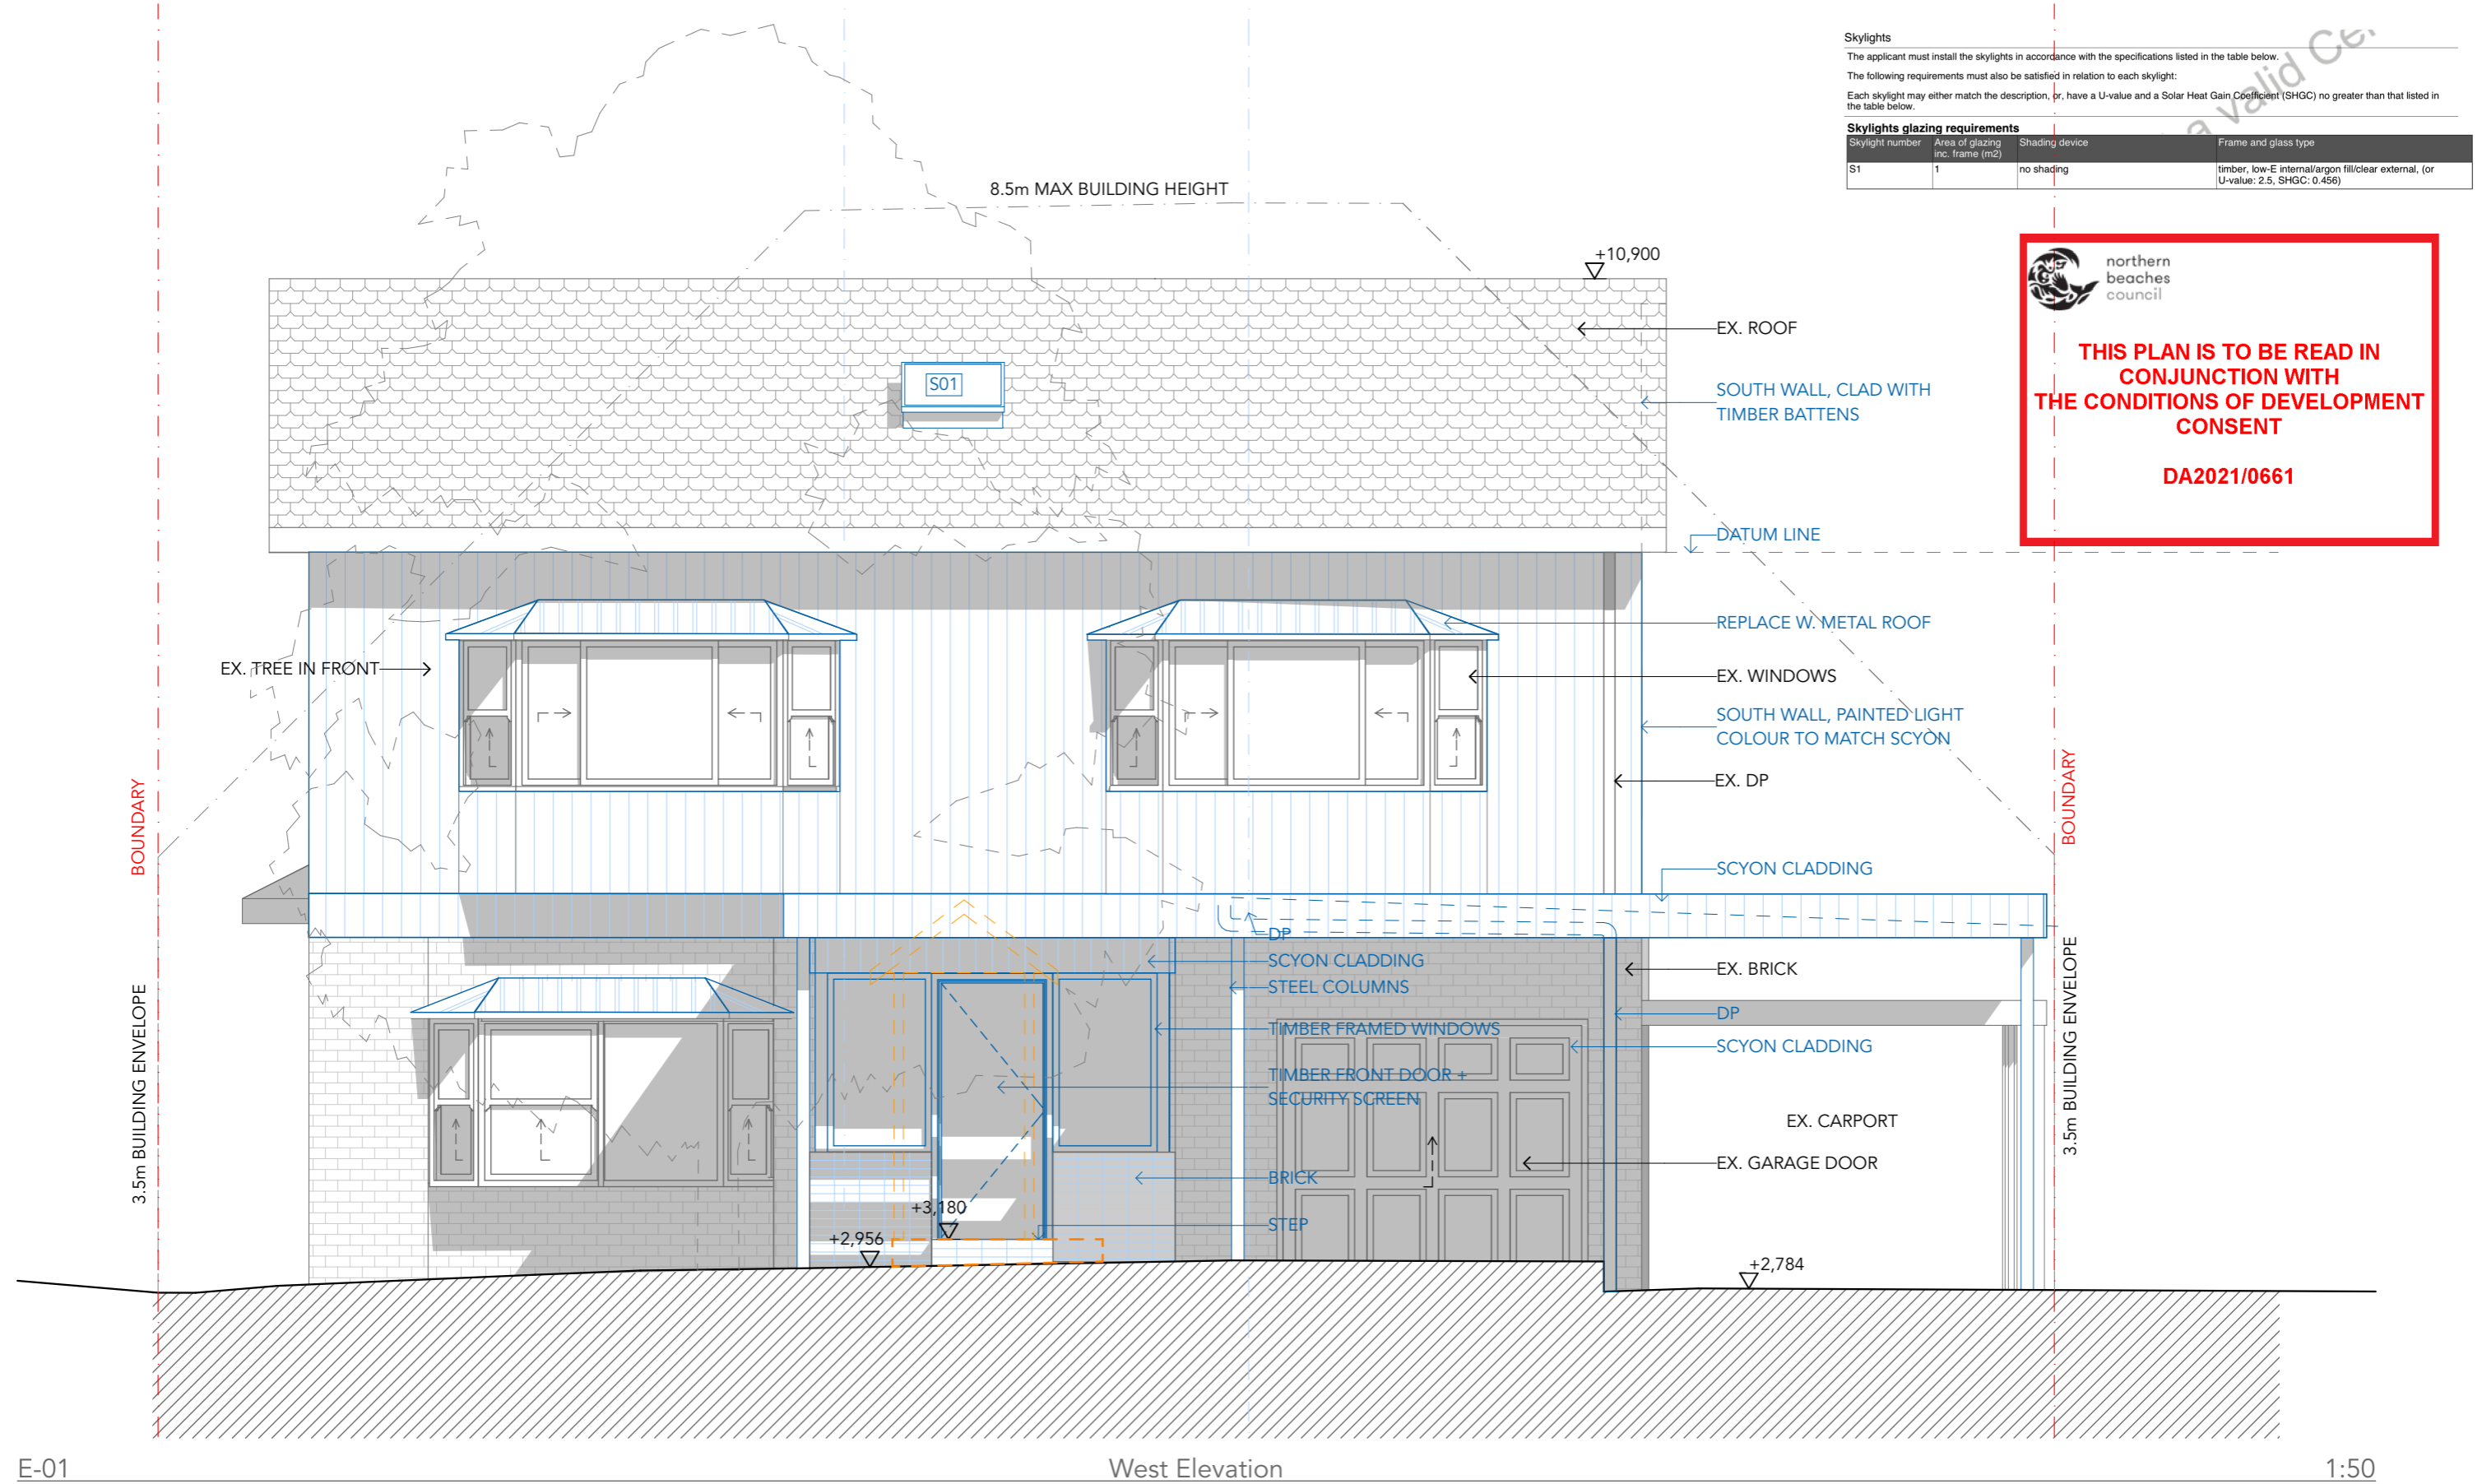 Skylights
The applicant must install the skylights in accordance with the specifications listed in the table below.
The following requirements must also be satisfied in relation to each skylight:
Each skylight may either match the description, or, have a U-value and a Solar Heat Gain Coefficient (SHGC) no greater than that listed in
the table below.
a valid Cer
Skylights glazing requirements
Skylight number Area of glazing inc. frame (m2) Shading device Frame and glass type
S1 1 no shading timber, low-E internal/argon fill/clear external, (or
U-value: 2.5, SHGC: 0.456)
8.5m MAX BUILDING HEIGHT
northern
beaches
council
THIS PLAN IS TO BE READ IN
CONJUNCTION WITH
THE CONDITIONS OF DEVELOPMENT
CONSENT
DA2021/0661
+10,900
EX. ROOF
S01
SOUTH WALL, CLAD WITH
TIMBER BATTENS
DATUM LINE
REPLACE W. METAL ROOF
EX. TREE IN FRONT
EX. WINDOWS
SOUTH WALL, PAINTED LIGHT
COLOUR TO MATCH SCYON
EX. DP
BOUNDARY
BOUNDARY
SCYON CLADDING
DP
SCYON CLADDING
EX. BRICK
STEEL COLUMNS
DP
TIMBER FRAMED WINDOWS
SCYON CLADDING
TIMBER FRONT DOOR +
SECURITY SCREEN
3.5m BUILDING ENVELOPE
3.5m BUILDING ENVELOPE
EX. CARPORT
EX. GARAGE DOOR
BRICK
+3,180
STEP
+2,956
+2,784
E-01
West Elevation
1:50